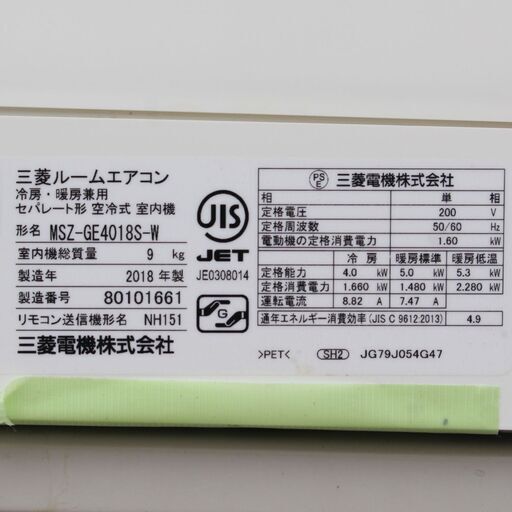 三菱ルームエアコン
冷房・暖房兼用
セパレート形 空冷式 室内機
形名 MSZ-GE4018S-W
室内機総質量 9 kg
製造年 2018 年製
製造番号 80101661
リモコン送信機形名 NH151
三菱電機株式会社
JIS
JET
JE0308014
G
PS E 三菱電機株式会社
相 単 相
定格電圧 200 V
定格周波数 50/60 Hz
電動機の定格消費電力 1.60 kW
冷 房 暖房標準 暖房低温
定格能力 4.0 kW 5.0 kW 5.3 kW
定格消費電力 1.660 kW 1.480 kW 2.280 kW
運転電流 8.82 A 7.47 A
通年エネルギー消費効率(JIS C 9612:2013) 4.9
>PET< SH2 JG79J054G47